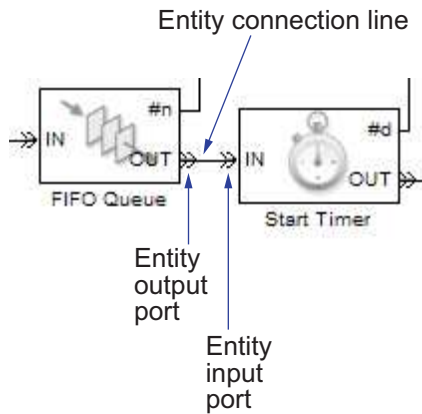 Entity connection line
#n
IN
OUT
FIFO Queue
#d
IN
OUT
Start Timer
Entity
output
port
Entity
input
port